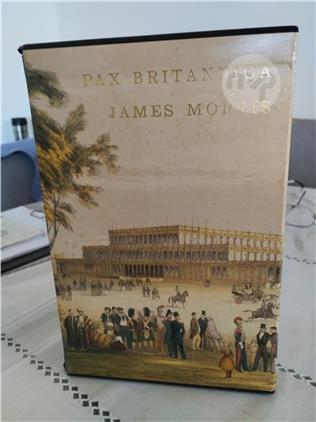 PAX BRITANNICA
JAMES MORRIS